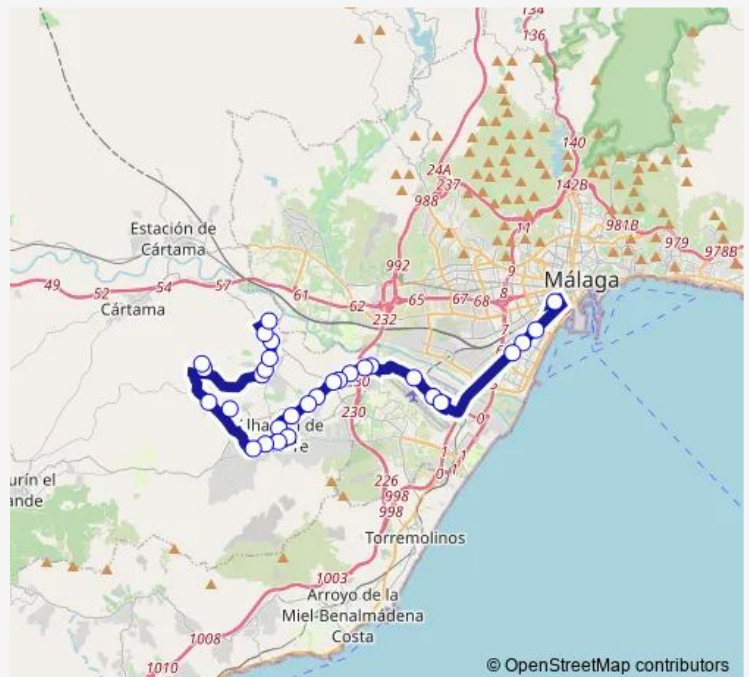 134
136
140
24A
237
142B
988
11
981B
979
978B
Estación de
Cártama
992
9
Málaga
49
52
54
57
61
62
65
67
68
8
Cártama
232
7
230
230
226
998
998
Torremolinos
1003
Arroyo de la
Miel-Benalmádena
Costa
1008
1010
© OpenStreetMap contributors